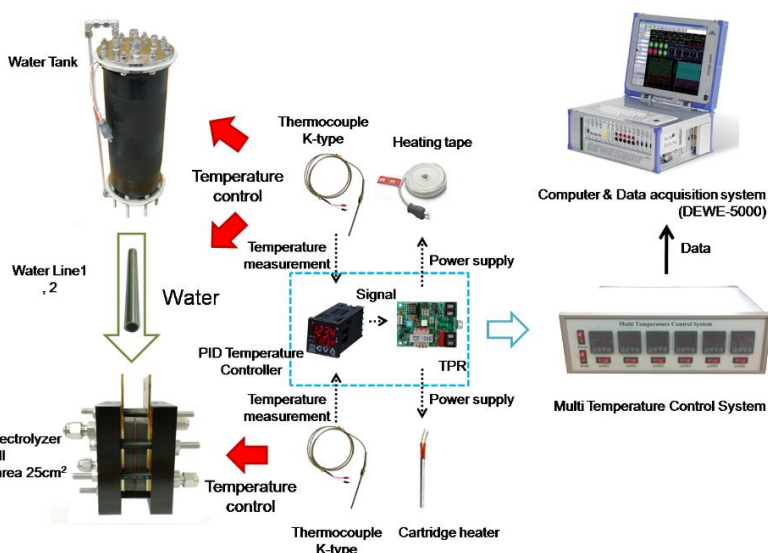 Water Tank
Thermocouple
K-type
Heating tape
Temperature
control
Computer & Data acquisition system
(DEWE-5000)
Water Line1
, 2
Water
Temperature
measurement
Power supply
Data
Signal
PID Temperature
Controller
TPR
Multi Temperature Control System
Temperature
measurement
Power supply
Multi Temperature Control System
ectrolyzer
ll
area 25cm²
Temperature
control
Thermocouple
K-type
Cartridge heater